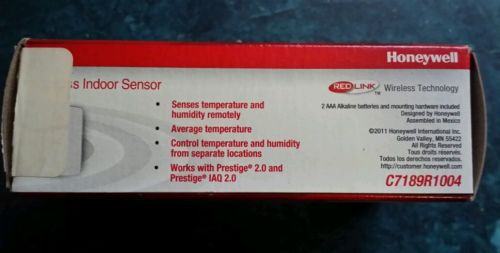 Honeywell
ss Indoor Sensor
REDLINK™ Wireless Technology
• Senses temperature and
humidity remotely
• Average temperature
• Control temperature and humidity
from separate locations
• Works with Prestige® 2.0 and
Prestige® IAQ 2.0
2 AAA Alkaline batteries and mounting hardware included
Designed by Honeywell
Assembled in Mexico
©2011 Honeywell International Inc.
Golden Valley, MN 55422
All Rights Reserved.
Tous droits réservés.
Todos los derechos reservados.
http://customer.honeywell.com
C7189R1004